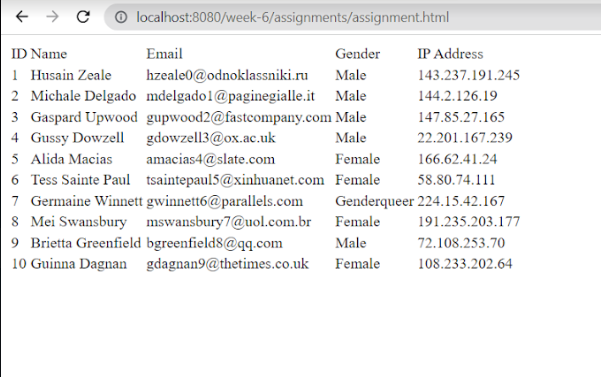 localhost:8080/week-6/assignments/assignment.html
ID Name Email Gender IP Address
1 Husain Zeale hzeale0@odnoklassniki.ru Male 143.237.191.245
2 Michale Delgado mdelgado1@paginegialle.it Male 144.2.126.19
3 Gaspard Upwood gupwood2@fastcompany.com Male 147.85.27.165
4 Gussy Dowzell gdowzell3@ox.ac.uk Male 22.201.167.239
5 Alida Macias amacias4@slate.com Female 166.62.41.24
6 Tess Sainte Paul tsaintepaul5@xinhuanet.com Female 58.80.74.111
7 Germaine Winnett gwinnett6@parallels.com Genderqueer 224.15.42.167
8 Mei Swansbury mswansbury7@uol.com.br Female 191.235.203.177
9 Brietta Greenfield bgreenfield8@qq.com Male 72.108.253.70
10 Guinna Dagnan gdagnan9@thetimes.co.uk Female 108.233.202.64